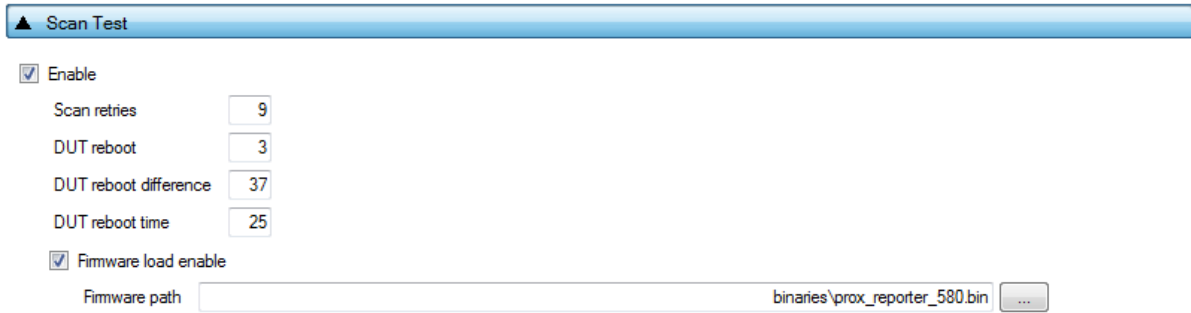 Scan Test
Enable
Scan retries 9
DUT reboot 3
DUT reboot difference 37
DUT reboot time 25
Firmware load enable
Firmware path binaries\prox_reporter_580.bin ...